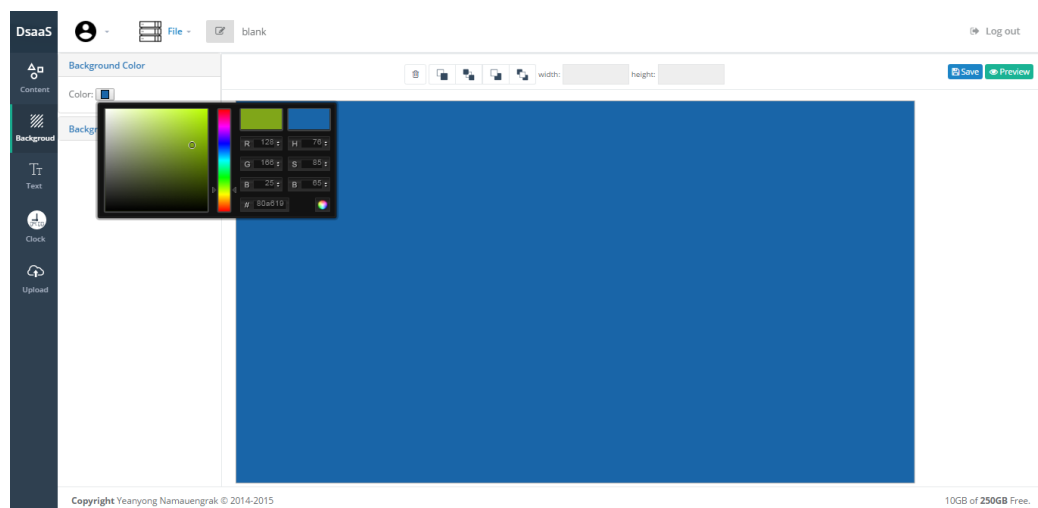 DsaaS
File
blank
Log out
Content
Backgroud
Text
Clock
Upload
Background Color
Color:
Backgr
width:
height:
Save
Preview
R 128 H 76
G 166 S 85
B 25 B 65
# 80a619
Copyright Yeanyong Namauengrak © 2014-2015
10GB of 250GB Free.